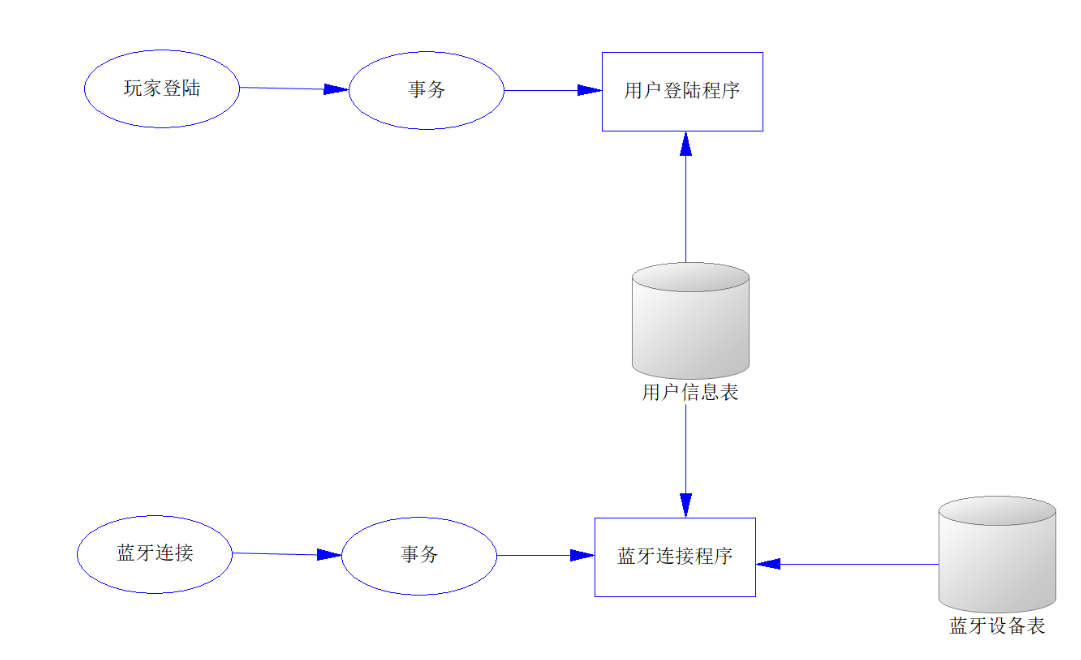 玩家登陆
事务
用户登陆程序
用户信息表
蓝牙连接
事务
蓝牙连接程序
蓝牙设备表